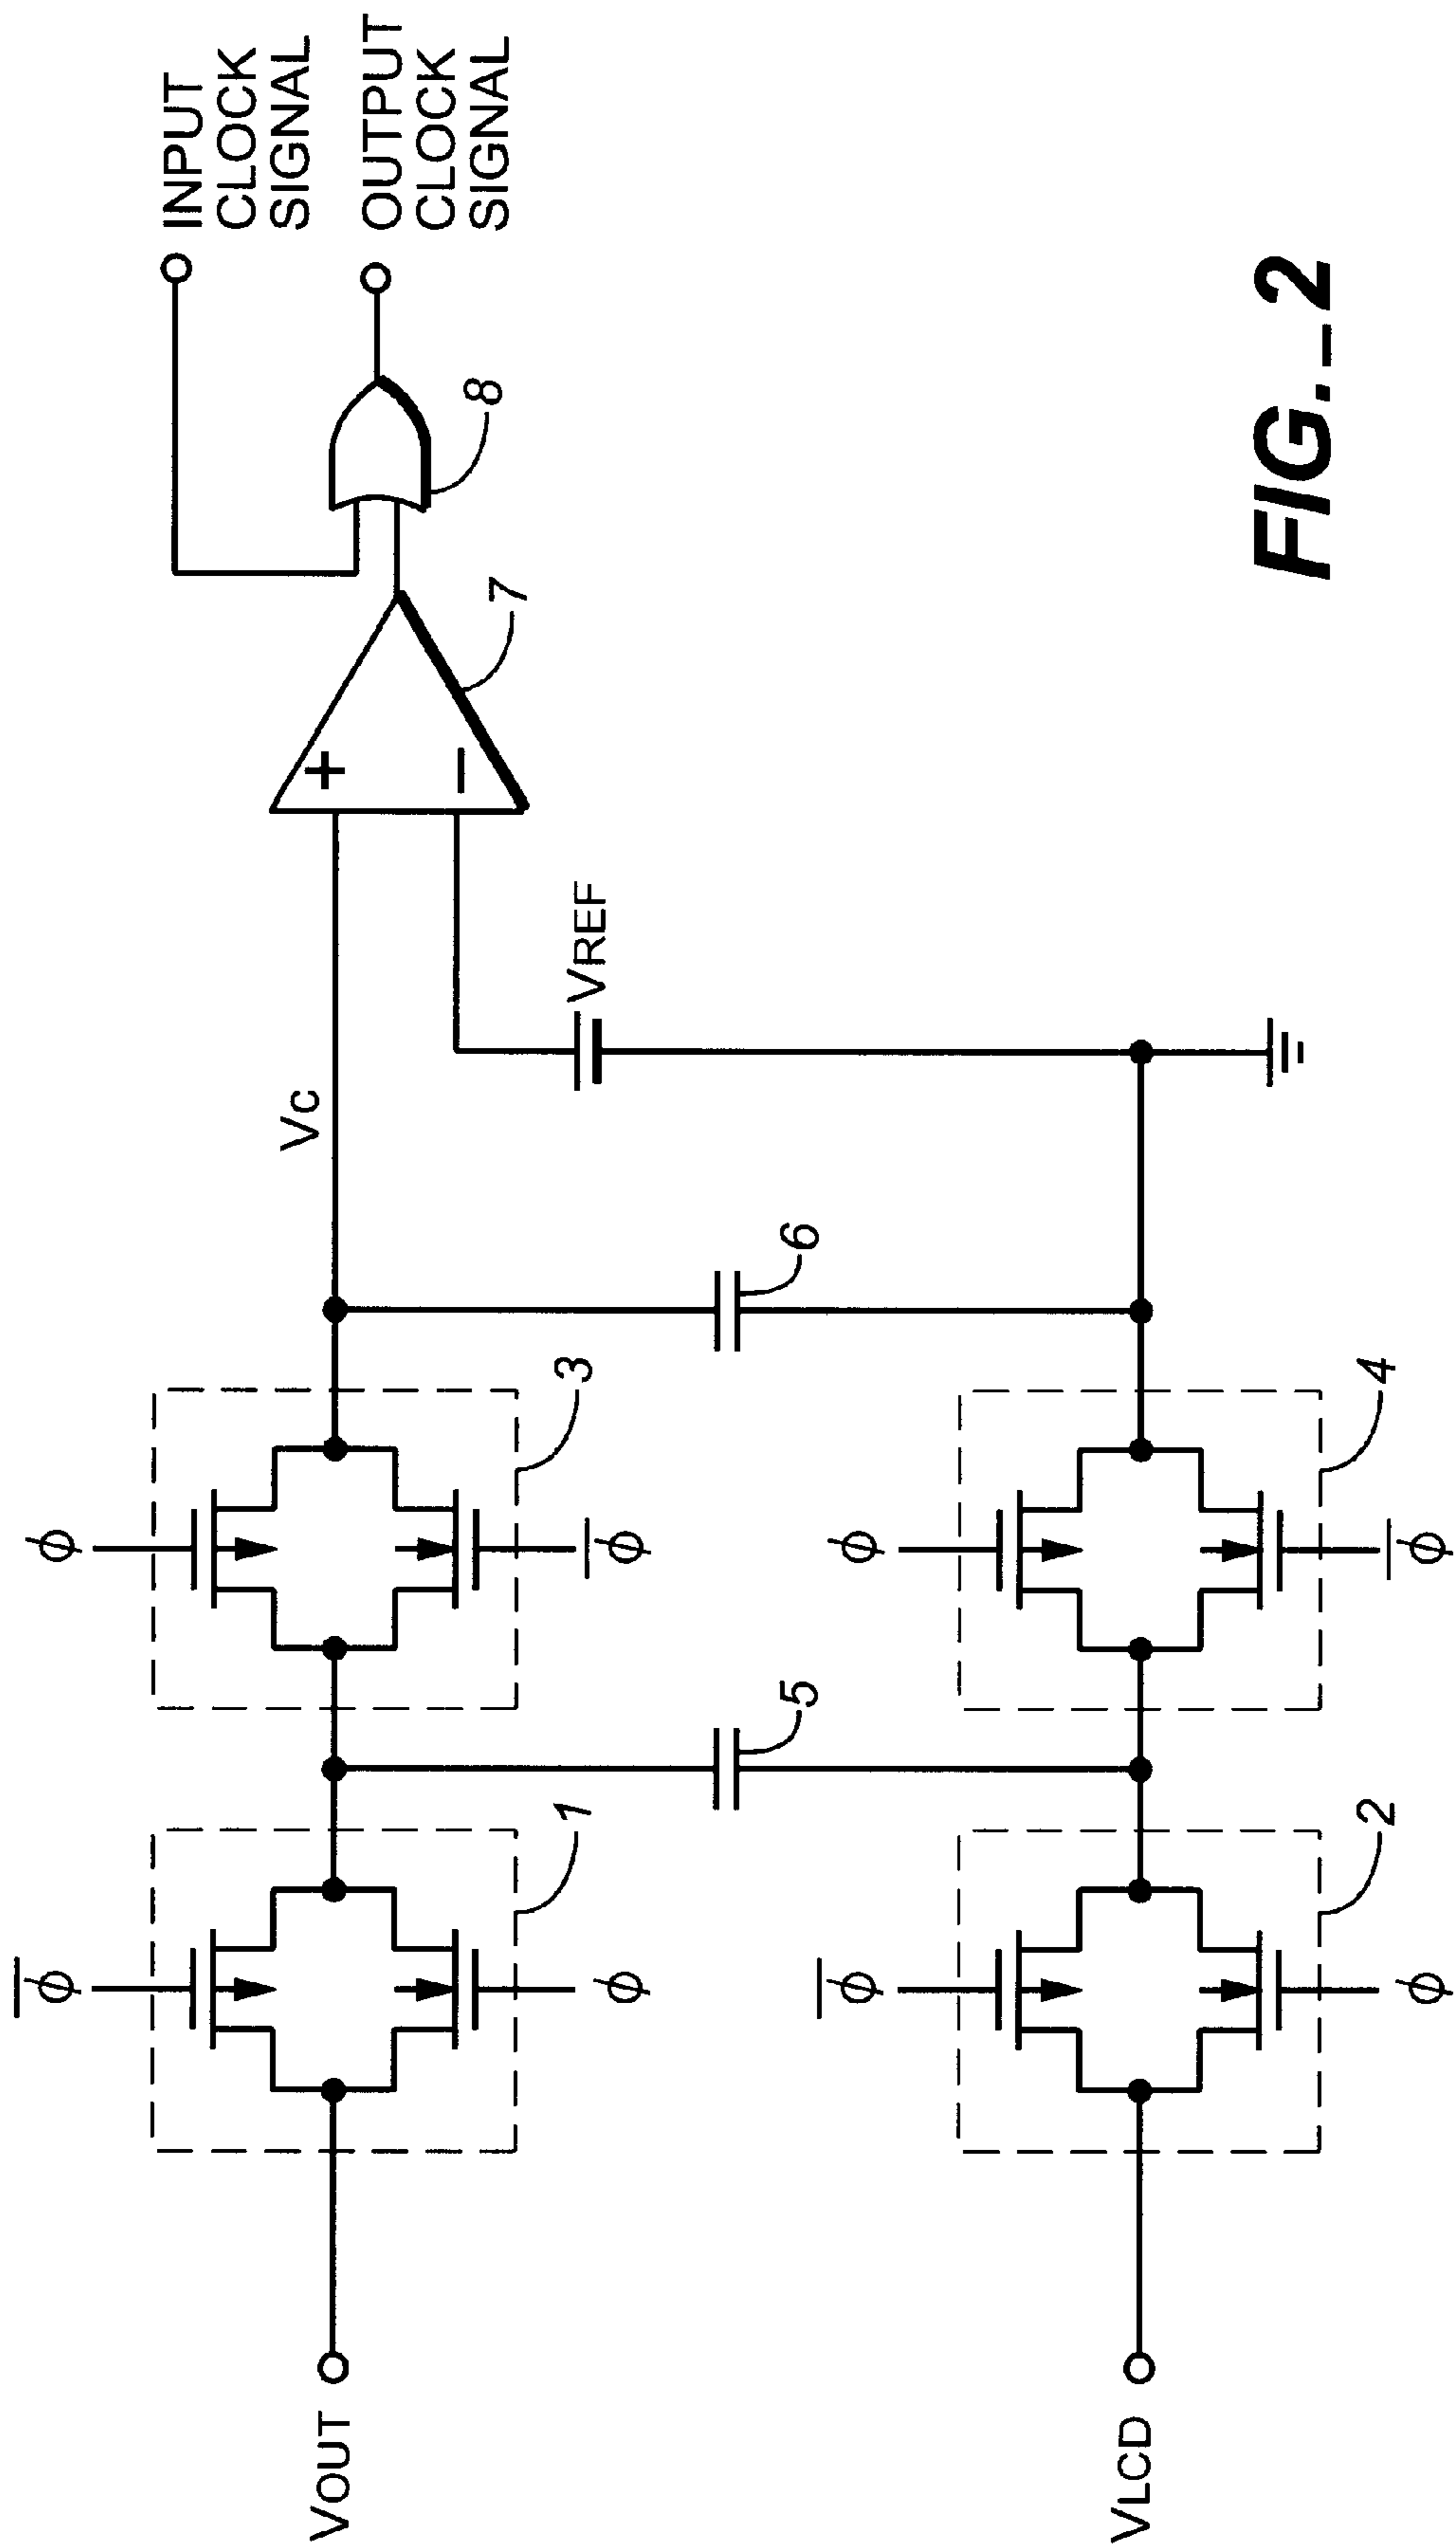 INPUT
CLOCK
SIGNAL
OUTPUT
CLOCK
SIGNAL
8
7
+
−
VC
VREF
ϕ
3
ϕ̅
6
ϕ
4
ϕ̅
ϕ̅
1
ϕ
5
ϕ̅
2
ϕ
VOUT
VLCD
FIG._2